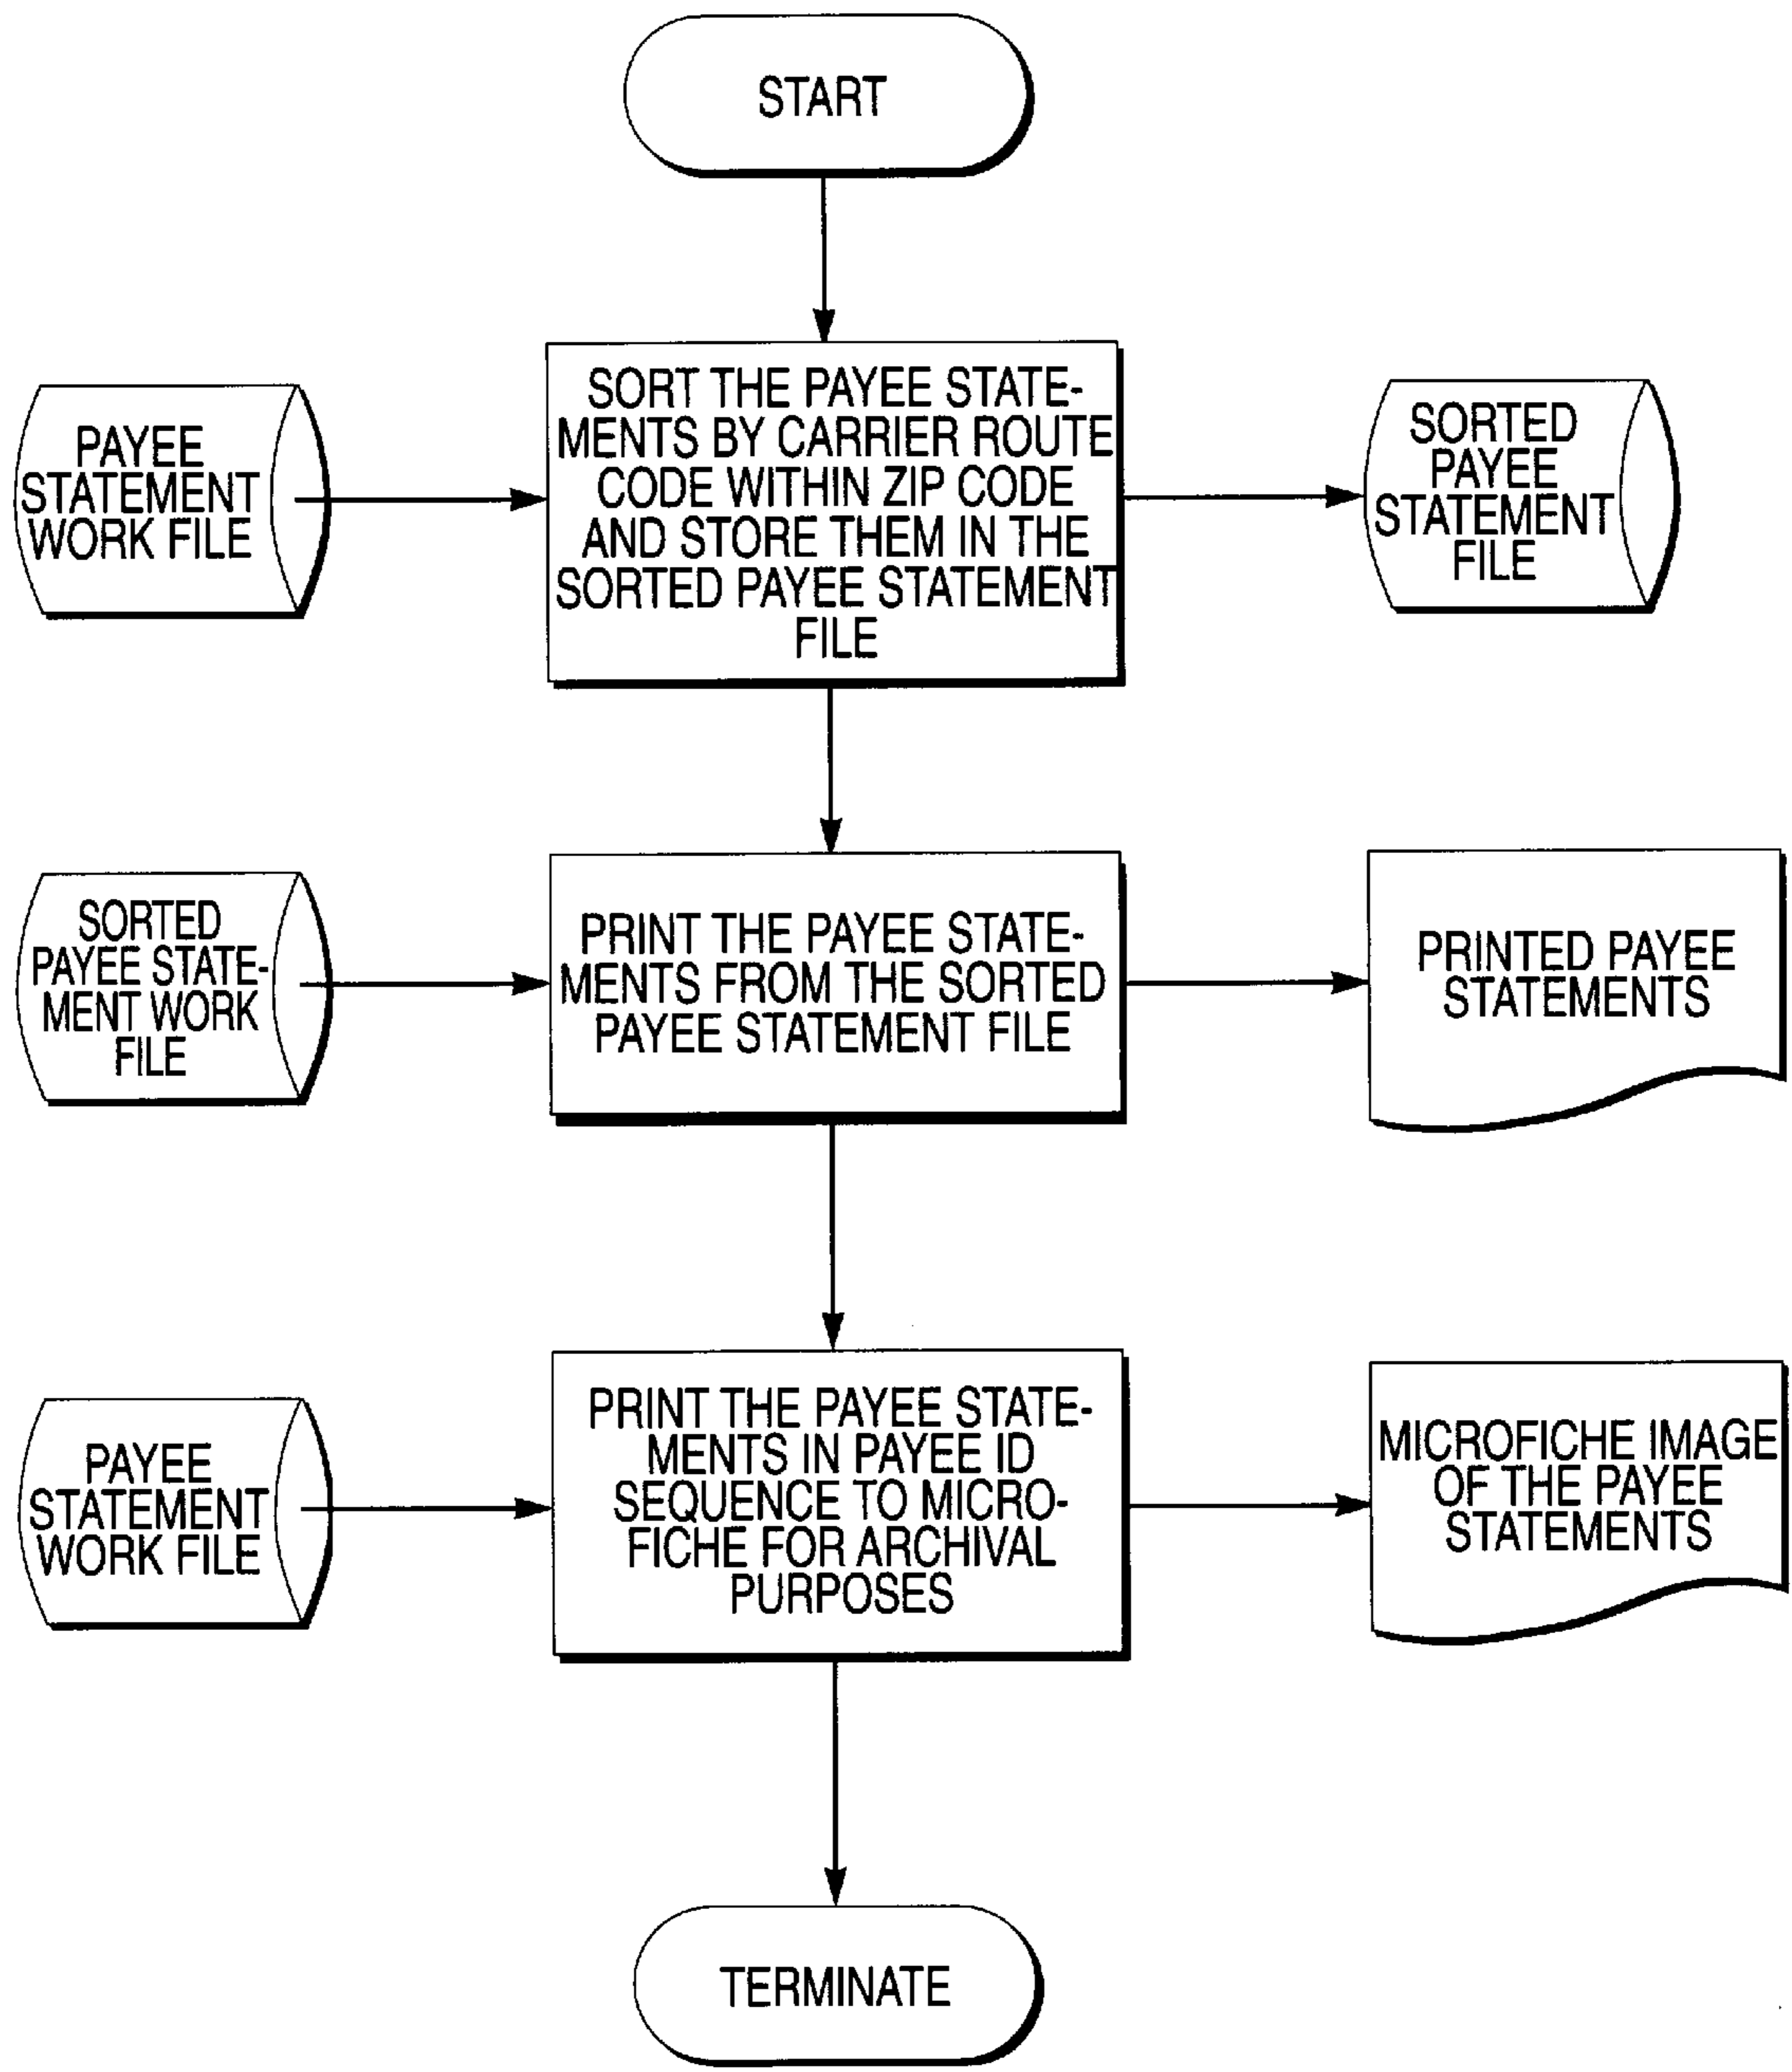 START
PAYEE
STATEMENT
WORK FILE
SORT THE PAYEE STATE-
MENTS BY CARRIER ROUTE
CODE WITHIN ZIP CODE
AND STORE THEM IN THE
SORTED PAYEE STATEMENT
FILE
SORTED
PAYEE
STATEMENT
FILE
SORTED
PAYEE STATE-
MENT WORK
FILE
PRINT THE PAYEE STATE-
MENTS FROM THE SORTED
PAYEE STATEMENT FILE
PRINTED PAYEE
STATEMENTS
PAYEE
STATEMENT
WORK FILE
PRINT THE PAYEE STATE-
MENTS IN PAYEE ID
SEQUENCE TO MICRO-
FICHE FOR ARCHIVAL
PURPOSES
MICROFICHE IMAGE
OF THE PAYEE
STATEMENTS
TERMINATE